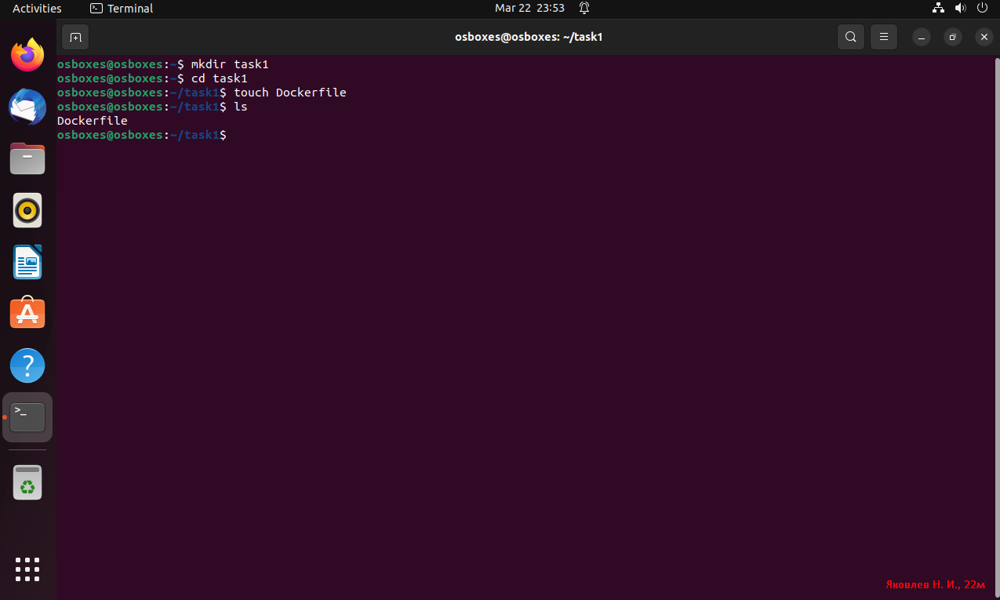 Activities
Terminal
Mar 22 23:53
osboxes@osboxes: ~/task1
osboxes@osboxes:~$ mkdir task1
osboxes@osboxes:~$ cd task1
osboxes@osboxes:~/task1$ touch Dockerfile
osboxes@osboxes:~/task1$ ls
Dockerfile
osboxes@osboxes:~/task1$
Яковлев Н. И., 22м